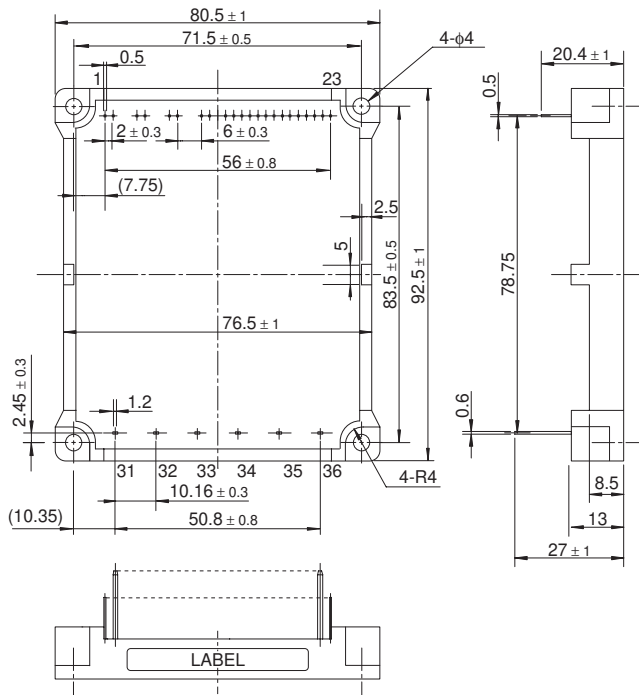 80.5 ± 1
71.5 ± 0.5
4-φ4
20.4 ± 1
0.5
1
23
0.5
2 ± 0.3
6 ± 0.3
56 ± 0.8
(7.75)
2.5
5
83.5 ± 0.5
92.5 ± 1
78.75
76.5 ± 1
2.45 ± 0.3
1.2
0.6
31 32 33 34 35 36
4-R4
10.16 ± 0.3
8.5
(10.35)
50.8 ± 0.8
13
27 ± 1
LABEL